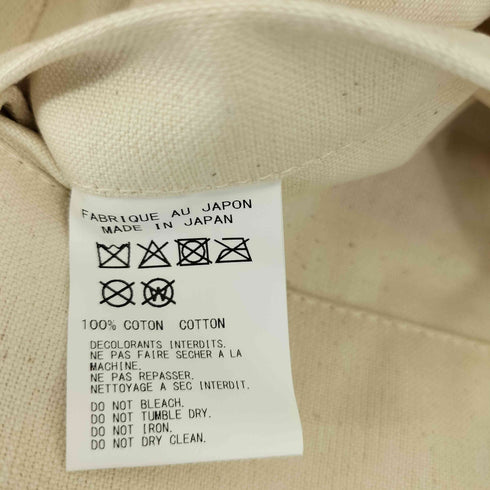 FABRIQUE AU JAPON
MADE IN JAPAN
W
100% COTON COTTON
DECOLORANTS INTERDITS.
NE PAS FAIRE SECHER A LA
MACHINE.
NE PAS REPASSER.
NETTOYAGE A SEC INTERDIT.
DO NOT BLEACH.
DO NOT TUMBLE DRY.
DO NOT IRON.
DO NOT DRY CLEAN.